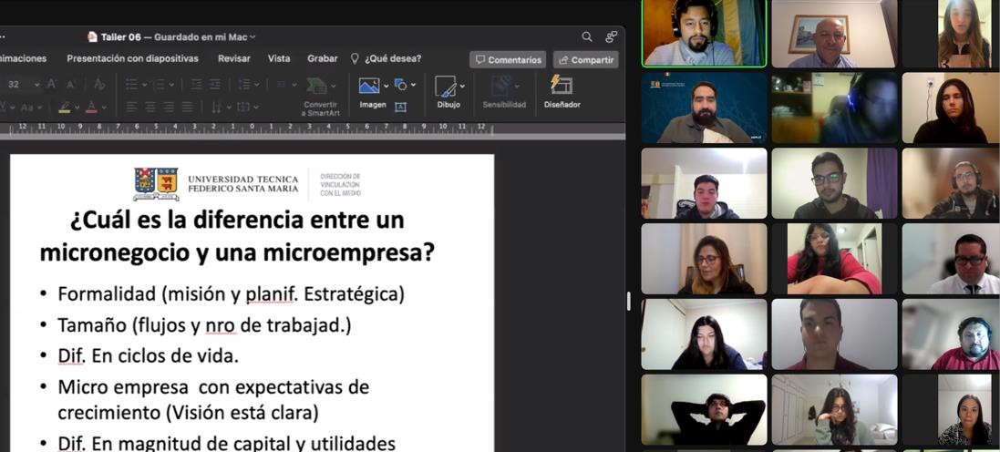 Taller 06 — Guardado en mi Mac
nimaciones Presentación con diapositivas Revisar Vista Grabar ¿Qué desea?
Comentarios Compartir
32
Aa
Convertir
a SmartArt
Imagen
Dibujo
Sensibilidad
Diseñador
12 11 10 9 8 7 6 5 4 3 2 1 0 1 2 3 4 5 6 7 8 9 10 11 12
UNIVERSIDAD TECNICA
FEDERICO SANTA MARIA
DIRECCIÓN DE
VINCULACIÓN
CON EL MEDIO
¿Cuál es la diferencia entre un
micronegocio y una microempresa?
• Formalidad (misión y planif. Estratégica)
• Tamaño (flujos y nro de trabajad.)
• Dif. En ciclos de vida.
• Micro empresa con expectativas de
crecimiento (Visión está clara)
• Dif. En magnitud de capital y utilidades